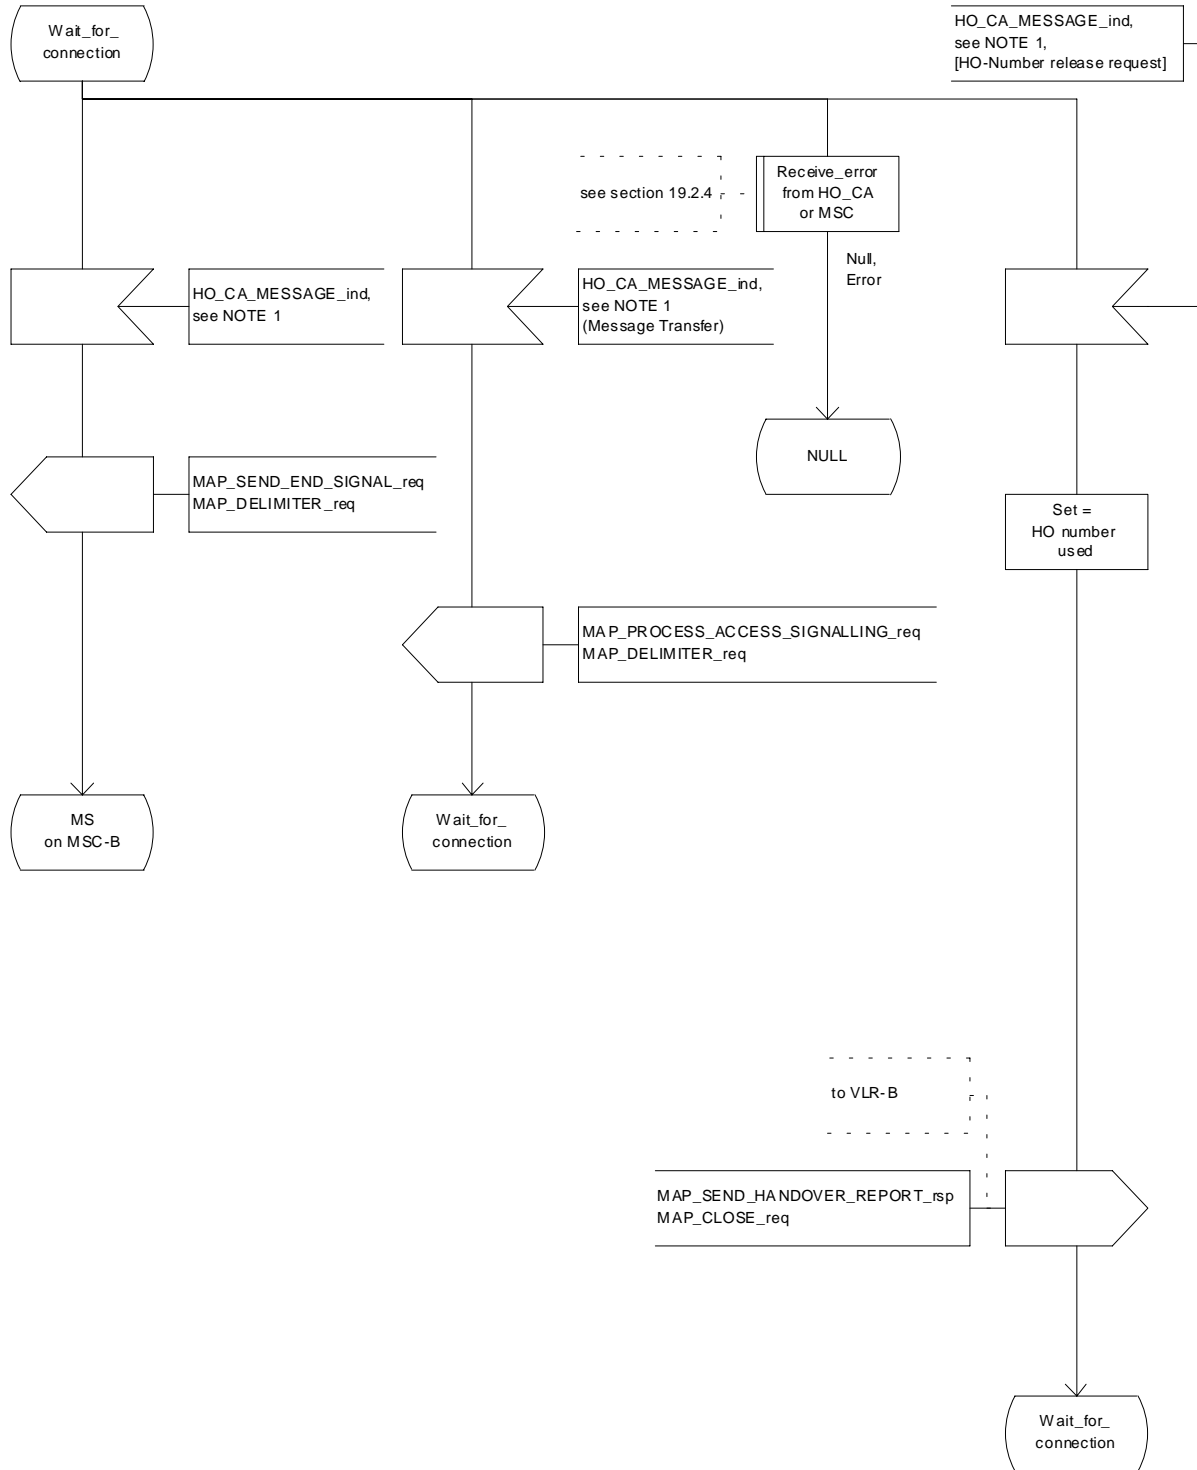 Wait_for_
connection
HO_CA_MESSAGE_ind,
see NOTE 1,
[HO-Number release request]
see section 19.2.4
Receive_error
from HO_CA
or MSC
Null,
Error
HO_CA_MESSAGE_ind,
see NOTE 1
HO_CA_MESSAGE_ind,
see NOTE 1
(Message Transfer)
NULL
MAP_SEND_END_SIGNAL_req
MAP_DELIMITER_req
Set =
HO number
used
MAP_PROCESS_ACCESS_SIGNALLING_req
MAP_DELIMITER_req
MS
on MSC-B
Wait_for_
connection
to VLR-B
MAP_SEND_HANDOVER_REPORT_rsp
MAP_CLOSE_req
Wait_for_
connection